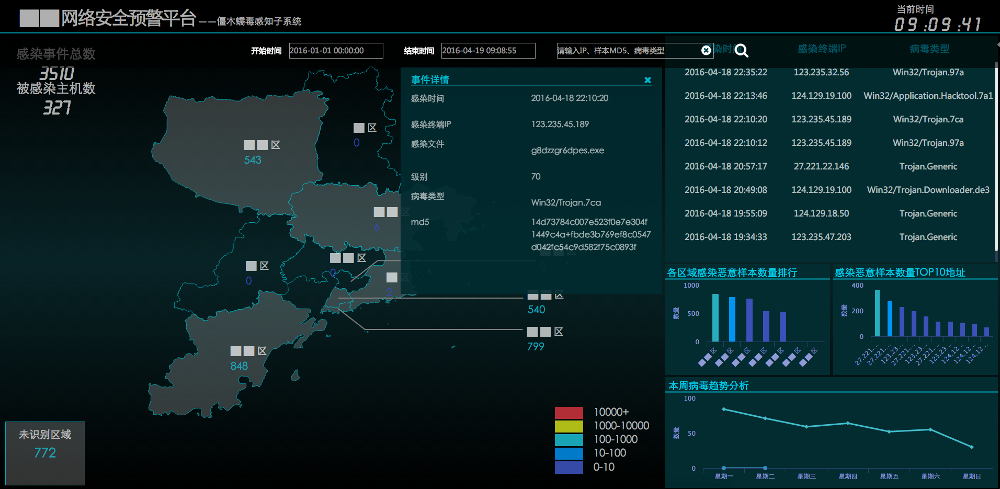 网络安全预警平台——僵木蠕毒感知子系统
当前时间
09:09:41
感染事件总数
3510
被感染主机数
327
开始时间
2016-01-01 00:00:00
结束时间
2016-04-19 09:08:55
请输入IP、样本MD5、病毒类型
区
543
区
0
区
6
区
0
区
0
区
2
区
0
区
540
区
799
区
848
未识别区域
772
10000+
1000-10000
100-1000
10-100
0-10
事件详情
感染时间 2016-04-18 22:10:20
感染终端IP 123.235.45.189
感染文件 g8dzzgr6dpes.exe
级别 70
病毒类型 Win32/Trojan.7ca
md5 14d73784c007e523f0e7e304f
1449c4a+fbde3b769ef8c0547
d042fc54c9d582f75c0893f
染时 感染终端IP 病毒类型
2016-04-18 22:35:22 123.235.32.56 Win32/Trojan.97a
2016-04-18 22:13:46 124.129.19.100 Win32/Application.Hacktool.7a1
2016-04-18 22:10:20 123.235.45.189 Win32/Trojan.7ca
2016-04-18 22:10:12 123.235.45.189 Win32/Trojan.97a
2016-04-18 20:57:17 27.221.22.146 Trojan.Generic
2016-04-18 20:49:08 124.129.19.100 Win32/Trojan.Downloader.de3
2016-04-18 19:55:09 124.129.18.50 Trojan.Generic
2016-04-18 19:34:33 123.235.47.203 Trojan.Generic
各区域感染恶意样本数量排行
1000
500
0
数量
区 区 区 区 区 区 区
感染恶意样本数量TOP10地址
400
200
0
数量
27.221.... 27.221.... 123.23... 27.221.... 123.23... 27.221.... 123.23... 124.12... 124.12... 124.12...
本周病毒趋势分析
100
50
0
数量
星期一 星期二 星期三 星期四 星期五 星期六 星期日